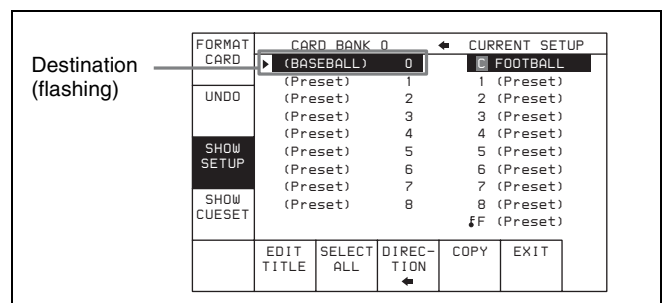 Destination
(flashing)
FORMAT
CARD
UNDO
SHOW
SETUP
SHOW
CUESET
CARD BANK 0 ← CURRENT SETUP
(BASEBALL) 0 C FOOTBALL
(Preset) 1 1 (Preset)
(Preset) 2 2 (Preset)
(Preset) 3 3 (Preset)
(Preset) 4 4 (Preset)
(Preset) 5 5 (Preset)
(Preset) 6 6 (Preset)
(Preset) 7 7 (Preset)
(Preset) 8 8 (Preset)
F (Preset)
EDIT
TITLE
SELECT
ALL
DIREC-
TION
←
COPY
EXIT